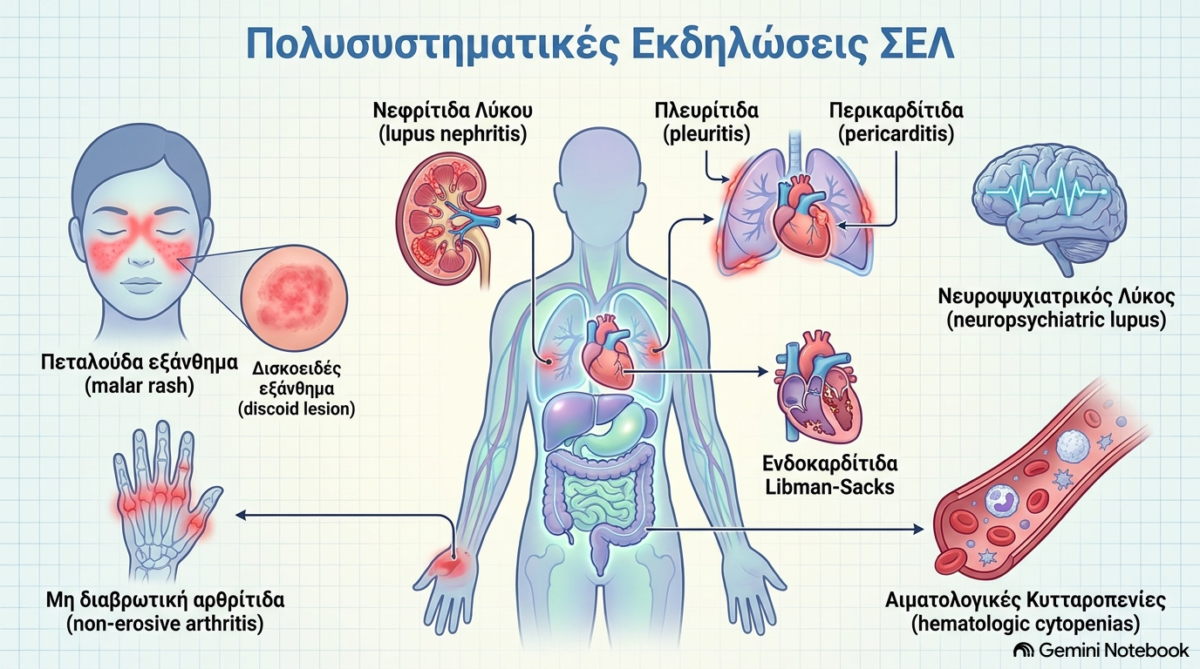 Πολυσυστηματικές Εκδηλώσεις ΣΕΛ
Νεφρίτιδα Λύκου
(lupus nephritis)
Πλευρίτιδα
(pleuritis)
Περικαρδίτιδα
(pericarditis)
Νευροψυχιατρικός Λύκος
(neuropsychiatric lupus)
Πεταλούδα εξάνθημα
(malar rash)
Δισκοειδές
εξάνθημα
(discoid lesion)
Ενδοκαρδίτιδα
Libman-Sacks
Μη διαβρωτική αρθρίτιδα
(non-erosive arthritis)
Αιματολογικές Κυτταροπενίες
(hematologic cytopenias)
Gemini Notebook